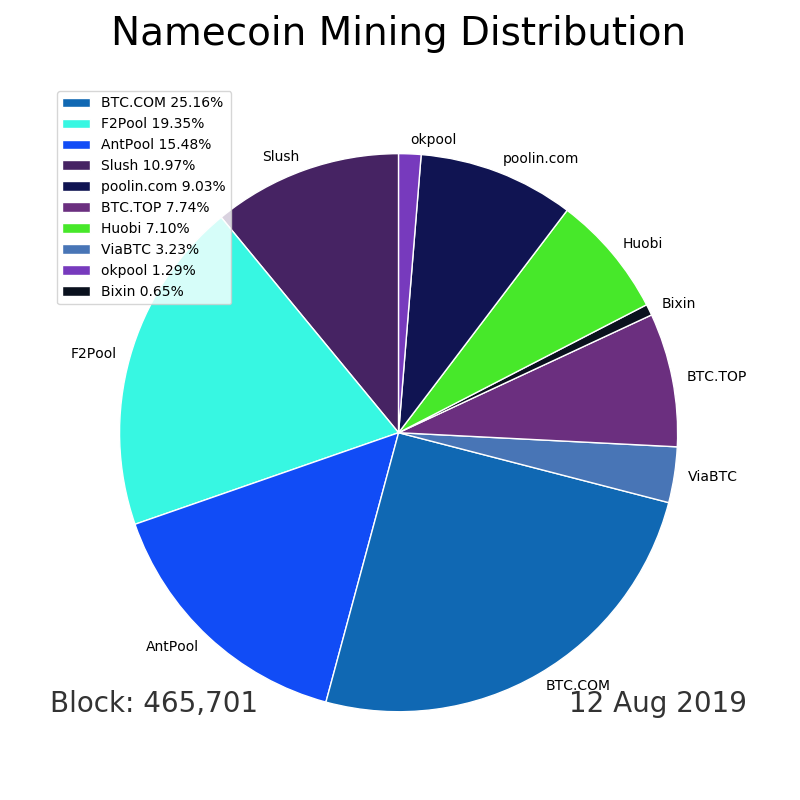 Namecoin Mining Distribution
BTC.COM 25.16%
F2Pool 19.35%
AntPool 15.48%
Slush 10.97%
poolin.com 9.03%
BTC.TOP 7.74%
Huobi 7.10%
ViaBTC 3.23%
okpool 1.29%
Bixin 0.65%
okpool
Slush
poolin.com
Huobi
Bixin
F2Pool
BTC.TOP
ViaBTC
AntPool
BTC.COM
Block: 465,701
12 Aug 2019